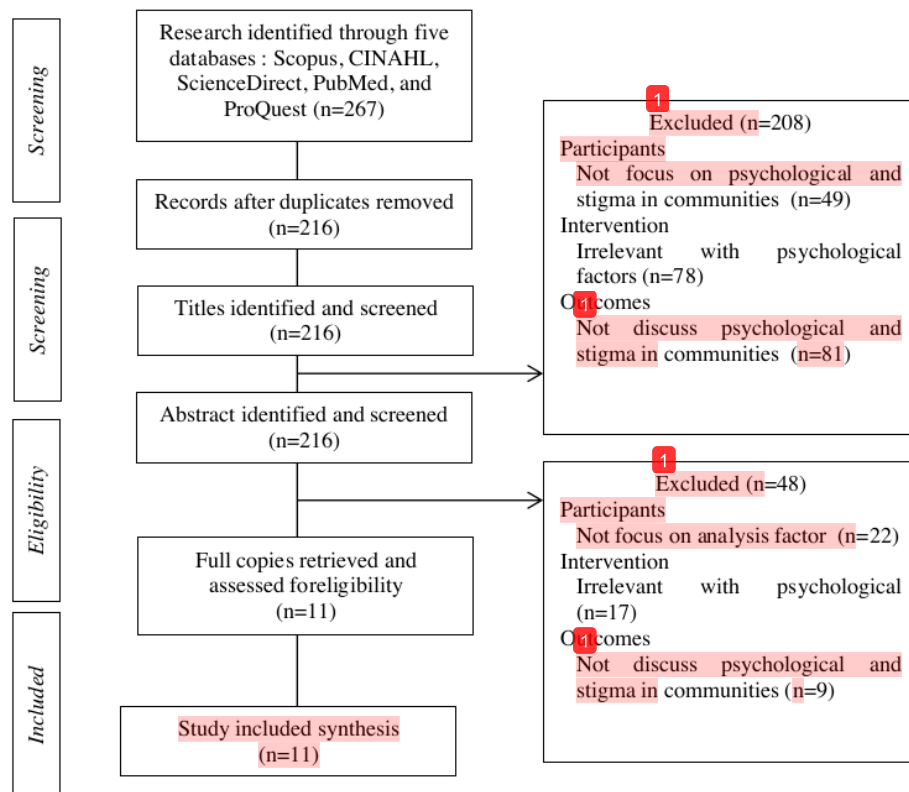 Screening
Research identified through five
databases : Scopus, CINAHL,
ScienceDirect, PubMed, and
ProQuest (n=267)
Records after duplicates removed
(n=216)
Screening
Titles identified and screened
(n=216)
Abstract identified and screened
(n=216)
Eligibility
Full copies retrieved and
assessed foreligibility
(n=11)
Included
Study included synthesis
(n=11)
1
Excluded (n=208)
Participants
Not focus on psychological and
stigma in communities (n=49)
Intervention
Irrelevant with psychological
factors (n=78)
Outcomes
1
Not discuss psychological and
stigma in communities (n=81)
1
Excluded (n=48)
Participants
Not focus on analysis factor (n=22)
Intervention
Irrelevant with psychological
(n=17)
Outcomes
1
Not discuss psychological and
stigma in communities (n=9)